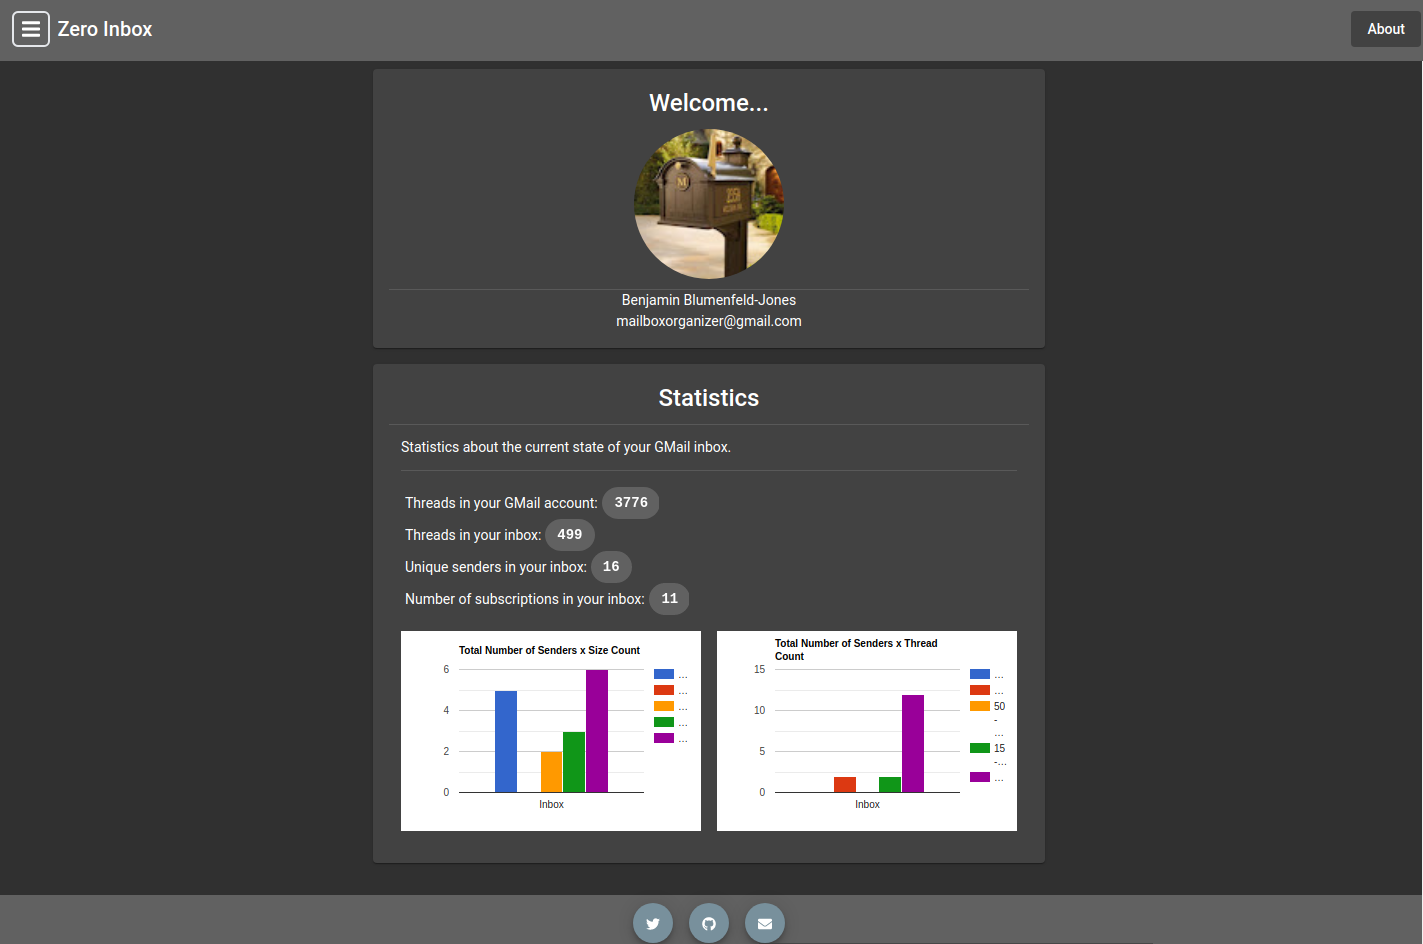 Zero Inbox
About
Welcome...
M
Benjamin Blumenfeld-Jones
mailboxorganizer@gmail.com
Statistics
Statistics about the current state of your GMail inbox.
Threads in your GMail account: 3776
Threads in your inbox: 499
Unique senders in your inbox: 16
Number of subscriptions in your inbox: 11
Total Number of Senders x Size Count
6
4
2
0
Inbox
...
...
...
...
...
Total Number of Senders x Thread
Count
15
10
5
0
Inbox
...
...
50
-
...
15
-...
...